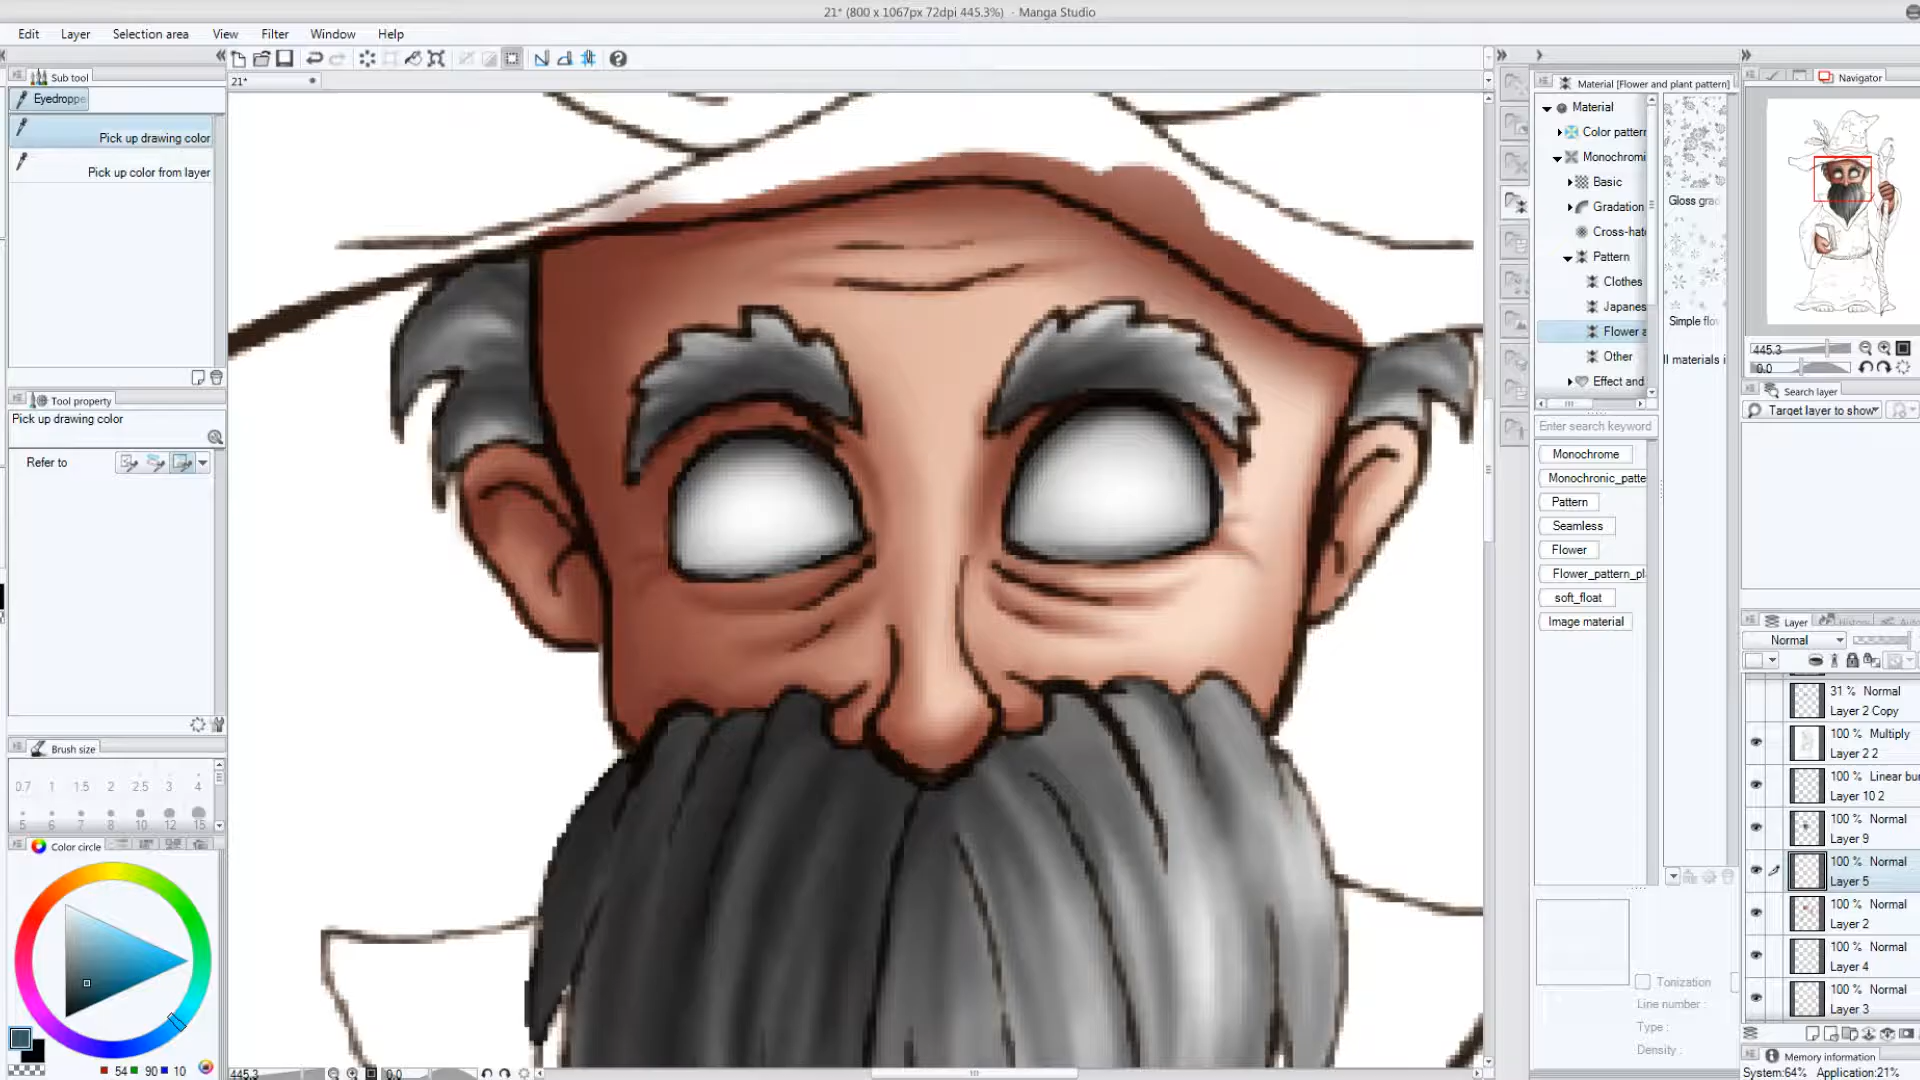 21* (800 x 1067px 72dpi 445.3%) - Manga Studio
Edit Layer Selection area View Filter Window Help
Sub tool
21*
Navigator
Material [Flower and plant pattern]
Eyedroppe
Pick up drawing color
Pick up color from layer
Material
Color pattern
Monochromi
Basic
Gradation
Cross-hat
Pattern
Clothes
Japanes
Flower a
Other
Effect and
Gloss grad
Simple flo
ll materials i
445.3
0.0
Search layer
Target layer to show
Tool property
Pick up drawing color
Refer to
Enter search keyword
Monochrome
Monochronic_patte
Pattern
Seamless
Flower
Flower_pattern_pl
soft_float
Image material
Layer
History
Normal
31 % Normal
Layer 2 Copy
100 % Multiply
Layer 2 2
100 % Linear bu
Layer 10 2
100 % Normal
Layer 9
100 % Normal
Layer 5
100 % Normal
Layer 2
100 % Normal
Layer 4
100 % Normal
Layer 3
Brush size
0.7 1 1.5 2 2.5 3 4
5 6 7 8 10 12 15
Color circle
54 90 10
445.3
0.0
Tonization
Line number :
Type :
Density :
Memory information
System:64% Application:21%